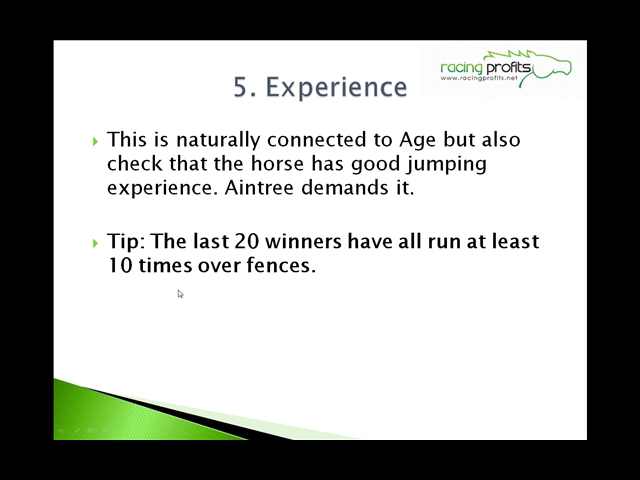 racing profits
www.racingprofits.net
5. Experience
This is naturally connected to Age but also
check that the horse has good jumping
experience. Aintree demands it.
Tip: The last 20 winners have all run at least
10 times over fences.